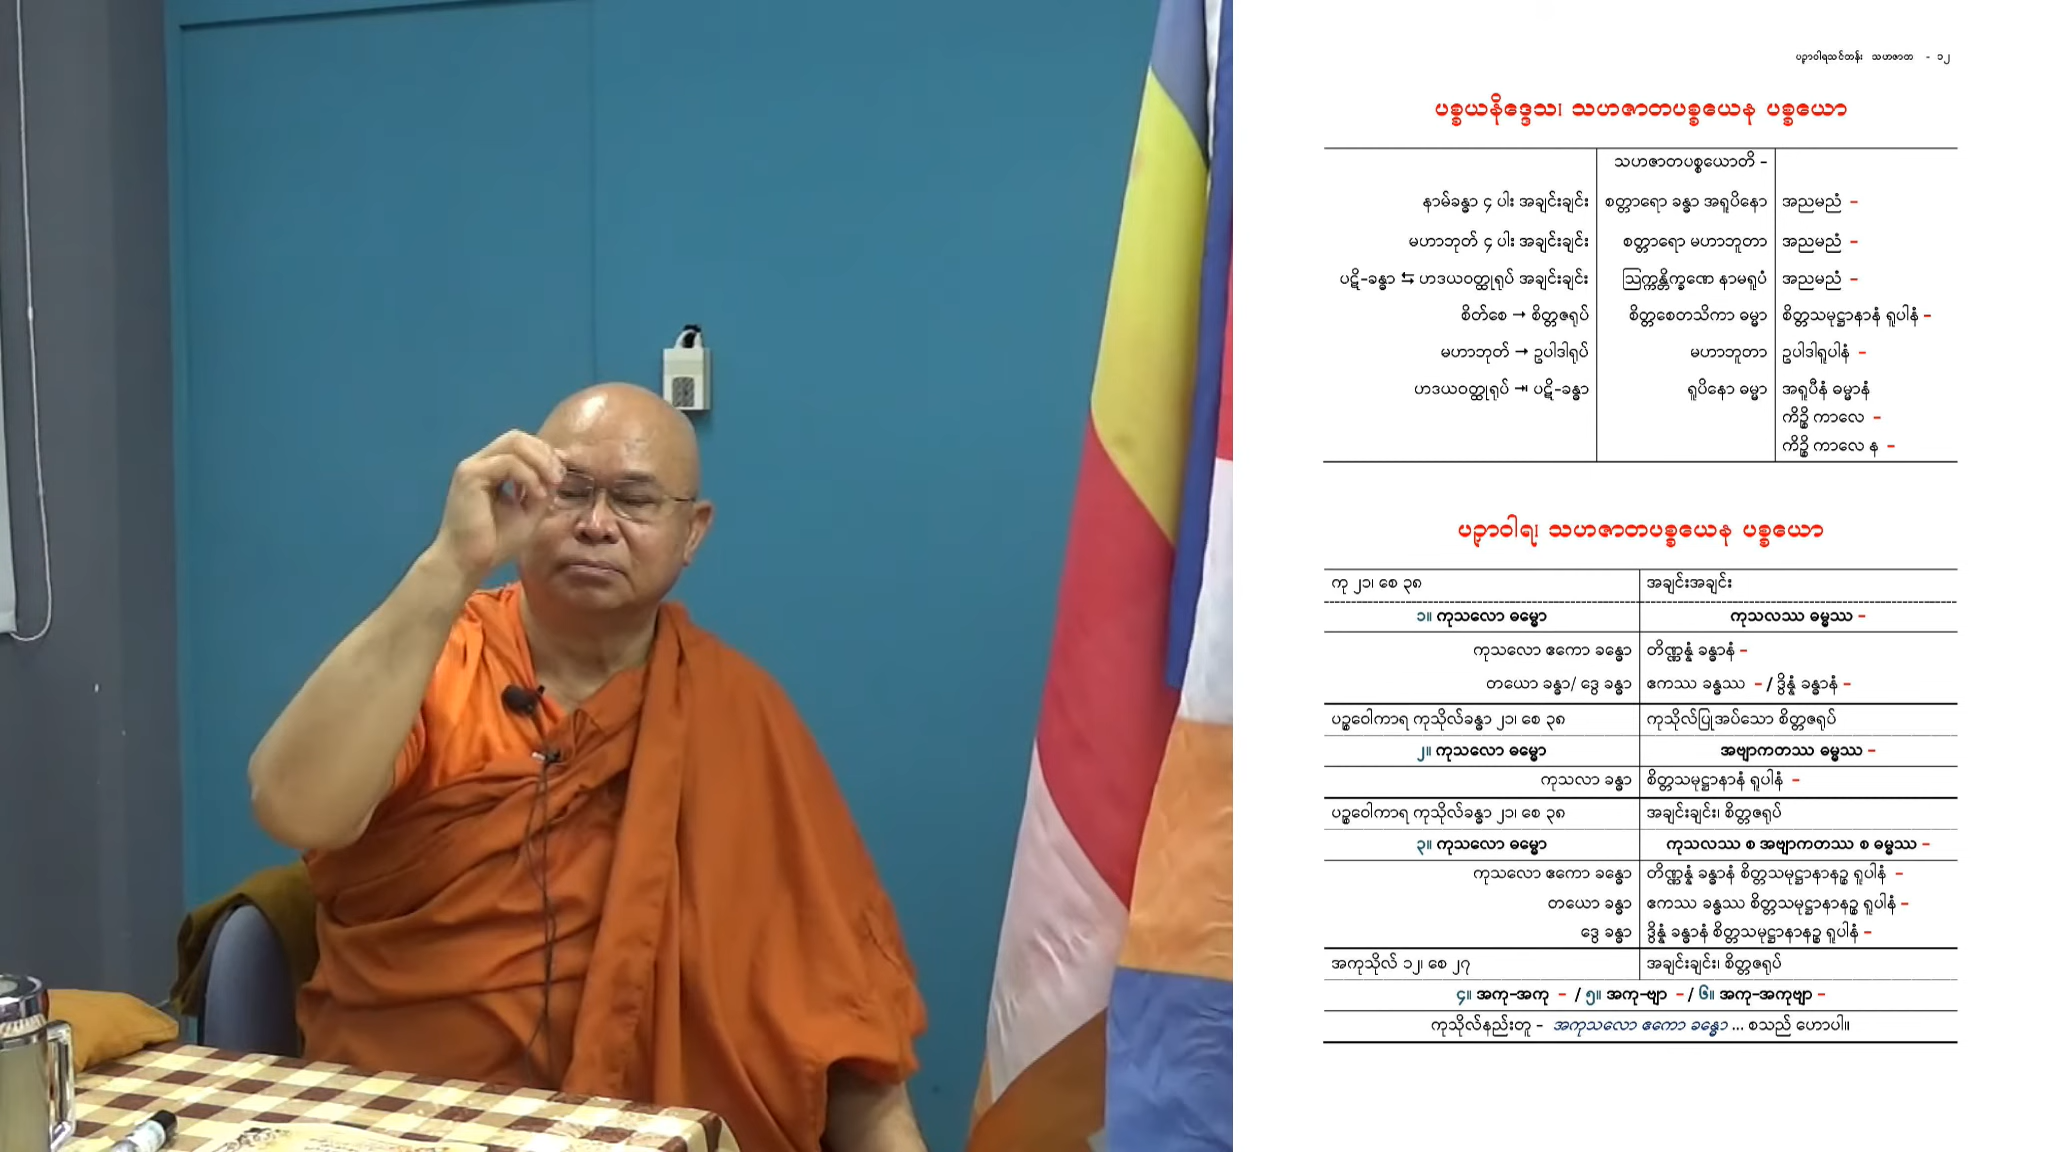 ပဉှာဝါရသင်တန်း သဟဇာတ - ၁၂
ပစ္စယနိဒ္ဒေသ၊ သဟဇာတပစ္စယေန ပစ္စယော
သဟဇာတပစ္စယောတိ -
နာမ်ခန္ဓာ ၄ ပါး အချင်းချင်း စတ္တာရော ခန္ဓာ အရူပိနော အညမညံ -
မဟာဘုတ် ၄ ပါး အချင်းချင်း စတ္တာရော မဟာဘူတာ အညမညံ -
ပဋိ-ခန္ဓာ ⇆ ဟဒယဝတ္ထုရုပ် အချင်းချင်း ဩက္ကန္တိက္ခဏေ နာမရူပံ အညမညံ -
စိတ်စေ → စိတ္တဇရုပ် စိတ္တစေတသိကာ ဓမ္မာ စိတ္တသမုဋ္ဌာနာနံ ရူပါနံ -
မဟာဘုတ် → ဥပါဒါရုပ် မဟာဘူတာ ဥပါဒါရူပါနံ -
ဟဒယဝတ္ထုရုပ် ⇥ ပဋိ-ခန္ဓာ ရူပိနော ဓမ္မာ အရူပီနံ ဓမ္မာနံ
ကိဉ္စိ ကာလေ -
ကိဉ္စိ ကာလေ န -
ပဉှာဝါရ၊ သဟဇာတပစ္စယေန ပစ္စယော
ကု ၂၁၊ စေ ၃၈ အချင်းအချင်း
၁။ ကုသလော ဓမ္မော ကုသလဿ ဓမ္မဿ -
ကုသလော ဧကော ခန္ဓော တိဏ္ဏန္နံ ခန္ဓာနံ -
တယော ခန္ဓာ/ ဒွေ ခန္ဓာ ဧကဿ ခန္ဓဿ - / ဒွိန္နံ ခန္ဓာနံ -
ပဉ္စဝေါကာရ ကုသိုလ်ခန္ဓာ ၂၁၊ စေ ၃၈ ကုသိုလ်ပြုအပ်သော စိတ္တဇရုပ်
၂။ ကုသလော ဓမ္မော အဗျာကတဿ ဓမ္မဿ -
ကုသလာ ခန္ဓာ စိတ္တသမုဋ္ဌာနာနံ ရူပါနံ -
ပဉ္စဝေါကာရ ကုသိုလ်ခန္ဓာ ၂၁၊ စေ ၃၈ အချင်းချင်း၊ စိတ္တဇရုပ်
၃။ ကုသလော ဓမ္မော ကုသလဿ စ အဗျာကတဿ စ ဓမ္မဿ -
ကုသလော ဧကော ခန္ဓော တိဏ္ဏန္နံ ခန္ဓာနံ စိတ္တသမုဋ္ဌာနာနဉ္စ ရူပါနံ -
တယော ခန္ဓာ ဧကဿ ခန္ဓဿ စိတ္တသမုဋ္ဌာနာနဉ္စ ရူပါနံ -
ဒွေ ခန္ဓာ ဒွိန္နံ ခန္ဓာနံ စိတ္တသမုဋ္ဌာနာနဉ္စ ရူပါနံ -
အကုသိုလ် ၁၂၊ စေ ၂၇ အချင်းချင်း၊ စိတ္တဇရုပ်
၄။ အကု-အကု - / ၅။ အကု-ဗျာ - / ၆။ အကု-အကုဗျာ -
ကုသိုလ်နည်းတူ - အကုသလော ဧကော ခန္ဓော ... စသည် ဟောပါ။